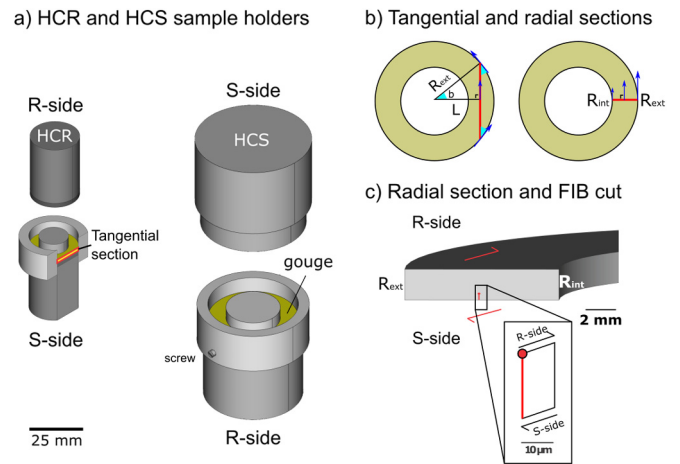 a) HCR and HCS sample holders
R-side
HCR
Tangential
section
S-side
25 mm
S-side
HCS
gouge
screw
R-side
b) Tangential and radial sections
Rext
b
L
Rint
Rext
c) Radial section and FIB cut
R-side
Rext
Rint
2 mm
S-side
R-side
S-side
10µm